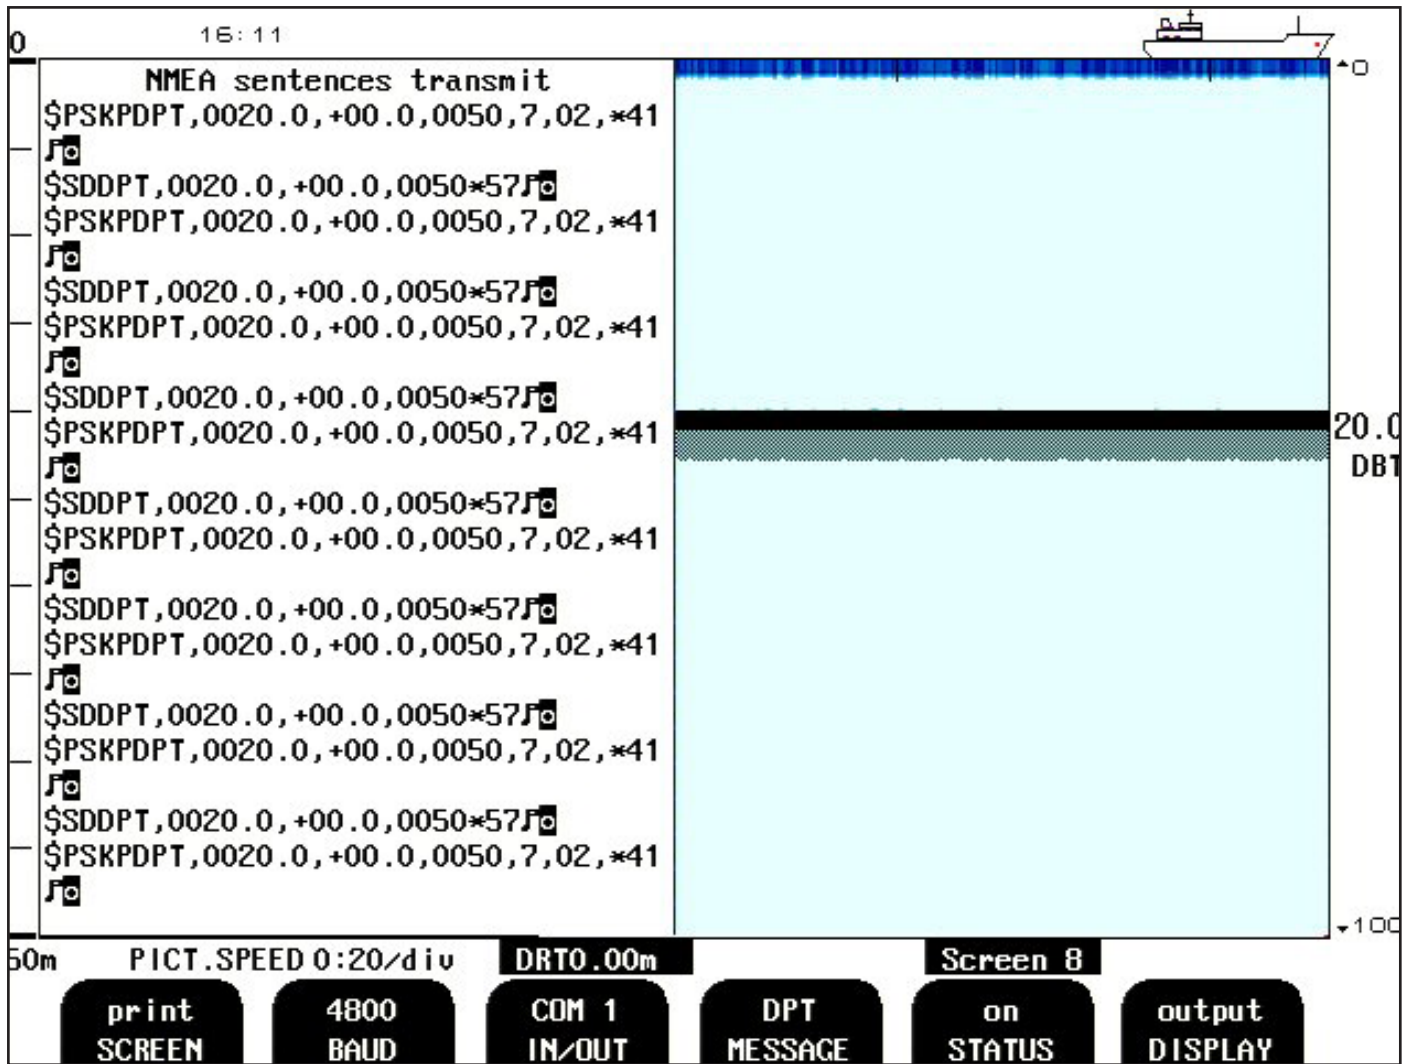 0
16:11
NMEA sentences transmit
$PSKPDPT,0020.0,+00.0,0050,7,02,*41
♪◙
$SDDPT,0020.0,+00.0,0050*57♪◙
$PSKPDPT,0020.0,+00.0,0050,7,02,*41
♪◙
$SDDPT,0020.0,+00.0,0050*57♪◙
$PSKPDPT,0020.0,+00.0,0050,7,02,*41
♪◙
$SDDPT,0020.0,+00.0,0050*57♪◙
$PSKPDPT,0020.0,+00.0,0050,7,02,*41
♪◙
$SDDPT,0020.0,+00.0,0050*57♪◙
$PSKPDPT,0020.0,+00.0,0050,7,02,*41
♪◙
$SDDPT,0020.0,+00.0,0050*57♪◙
$PSKPDPT,0020.0,+00.0,0050,7,02,*41
♪◙
$SDDPT,0020.0,+00.0,0050*57♪◙
$PSKPDPT,0020.0,+00.0,0050,7,02,*41
♪◙
$SDDPT,0020.0,+00.0,0050*57♪◙
$PSKPDPT,0020.0,+00.0,0050,7,02,*41
♪◙
0
20.0
DBT
100
50m PICT.SPEED 0:20/div DRT0.00m Screen 8
print
SCREEN
4800
BAUD
COM 1
IN/OUT
DPT
MESSAGE
on
STATUS
output
DISPLAY